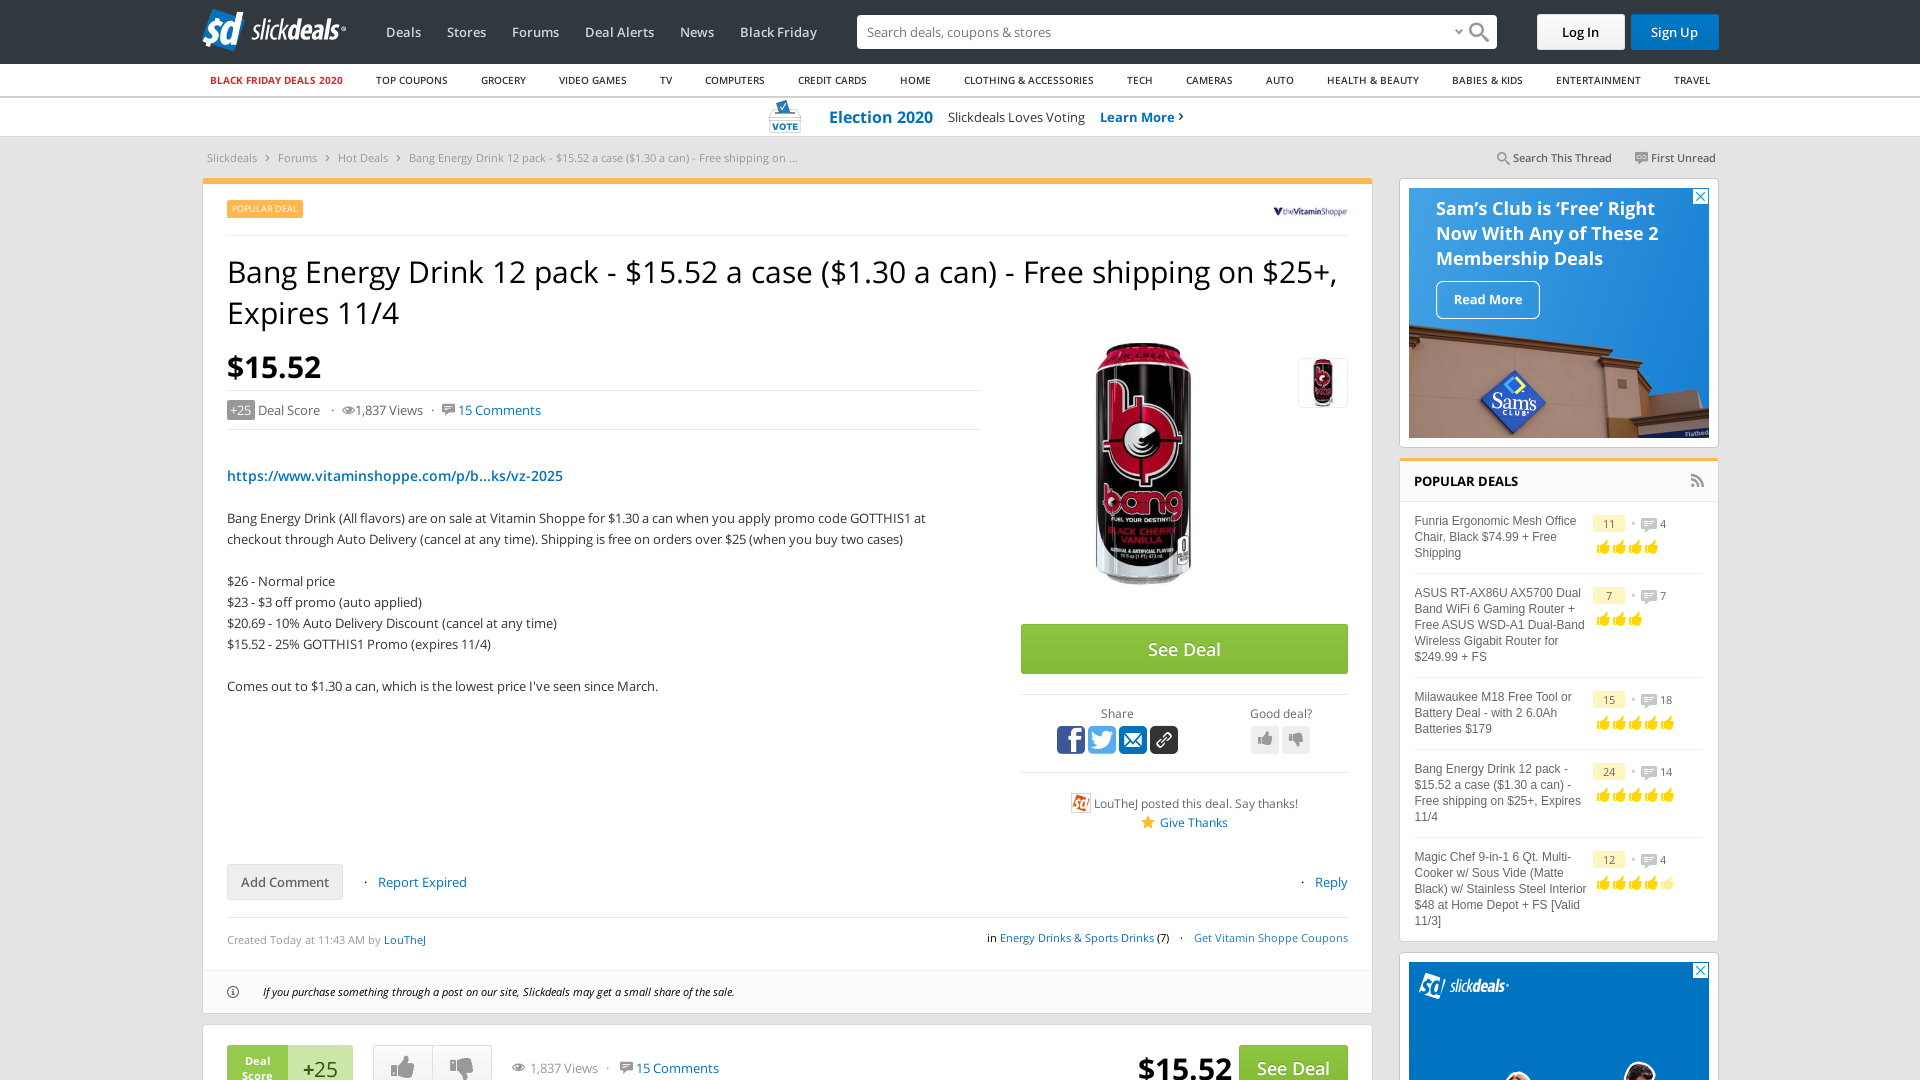 slickdeals
Deals
Stores
Forums
Deal Alerts
News
Black Friday
Search deals, coupons & stores
Log In
Sign Up
BLACK FRIDAY DEALS 2020
TOP COUPONS
GROCERY
VIDEO GAMES
TV
COMPUTERS
CREDIT CARDS
HOME
CLOTHING & ACCESSORIES
TECH
CAMERAS
AUTO
HEALTH & BEAUTY
BABIES & KIDS
ENTERTAINMENT
TRAVEL
VOTE
Election 2020
Slickdeals Loves Voting
Learn More
Slickdeals
Forums
Hot Deals
Bang Energy Drink 12 pack - $15.52 a case ($1.30 a can) - Free shipping on ...
Search This Thread
First Unread
POPULAR DEAL
theVitaminShoppe
Bang Energy Drink 12 pack - $15.52 a case ($1.30 a can) - Free shipping on $25+,
Expires 11/4
$15.52
+25 Deal Score · 1,837 Views · 15 Comments
https://www.vitaminshoppe.com/p/b...ks/vz-2025
Bang Energy Drink (All flavors) are on sale at Vitamin Shoppe for $1.30 a can when you apply promo code GOTTHIS1 at
checkout through Auto Delivery (cancel at any time). Shipping is free on orders over $25 (when you buy two cases)
$26 - Normal price
$23 - $3 off promo (auto applied)
$20.69 - 10% Auto Delivery Discount (cancel at any time)
$15.52 - 25% GOTTHIS1 Promo (expires 11/4)
Comes out to $1.30 a can, which is the lowest price I've seen since March.
bang
FUEL YOUR DESTINY
BLACK CHERRY
VANILLA
See Deal
Share
Good deal?
LouTheJ posted this deal. Say thanks!
Give Thanks
Add Comment
· Report Expired
· Reply
Created Today at 11:43 AM by LouTheJ
in Energy Drinks & Sports Drinks (7) · Get Vitamin Shoppe Coupons
If you purchase something through a post on our site, Slickdeals may get a small share of the sale.
Deal
Score
+25
1,837 Views · 15 Comments
$15.52
See Deal
Sam's Club is 'Free' Right
Now With Any of These 2
Membership Deals
Read More
Sam's
CLUB
Flatbed
POPULAR DEALS
Funria Ergonomic Mesh Office
Chair, Black $74.99 + Free
Shipping
11 • 4
ASUS RT-AX86U AX5700 Dual
Band WiFi 6 Gaming Router +
Free ASUS WSD-A1 Dual-Band
Wireless Gigabit Router for
$249.99 + FS
7 • 7
Milawaukee M18 Free Tool or
Battery Deal - with 2 6.0Ah
Batteries $179
15 • 18
Bang Energy Drink 12 pack -
$15.52 a case ($1.30 a can) -
Free shipping on $25+, Expires
11/4
24 • 14
Magic Chef 9-in-1 6 Qt. Multi-
Cooker w/ Sous Vide (Matte
Black) w/ Stainless Steel Interior
$48 at Home Depot + FS [Valid
11/3]
12 • 4
slickdeals